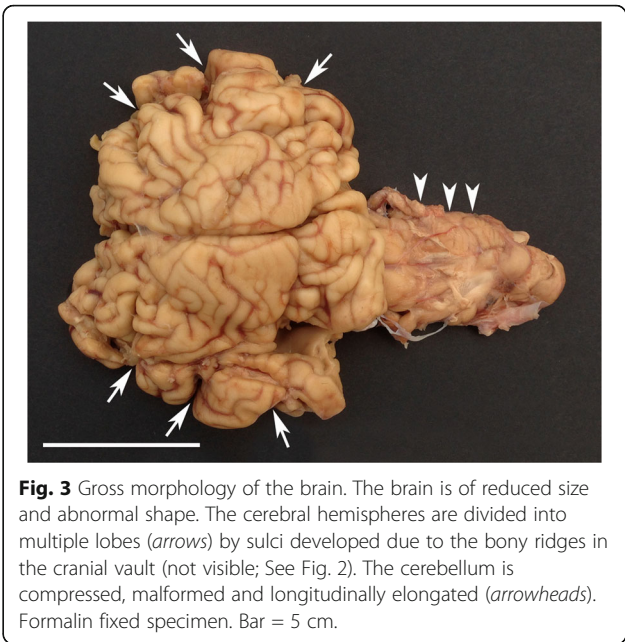 Fig. 3 Gross morphology of the brain. The brain is of reduced size
and abnormal shape. The cerebral hemispheres are divided into
multiple lobes (arrows) by sulci developed due to the bony ridges in
the cranial vault (not visible; See Fig. 2). The cerebellum is
compressed, malformed and longitudinally elongated (arrowheads).
Formalin fixed specimen. Bar = 5 cm.